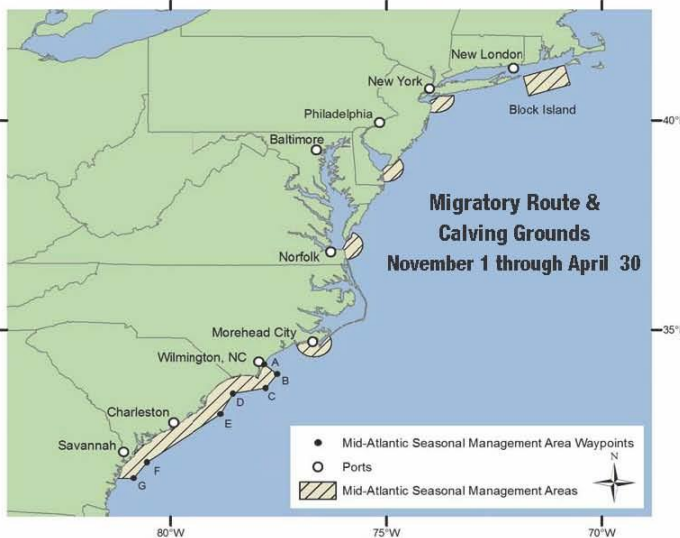 New London
New York
Block Island
Philadelphia
40°
Baltimore
Migratory Route &
Calving Grounds
November 1 through April 30
Norfolk
Morehead City
35°
Wilmington, NC
A
B
C
D
Charleston
E
Savannah
F
G
Mid-Atlantic Seasonal Management Area Waypoints
Ports
N
Mid-Atlantic Seasonal Management Areas
80°W
75°W
70°W